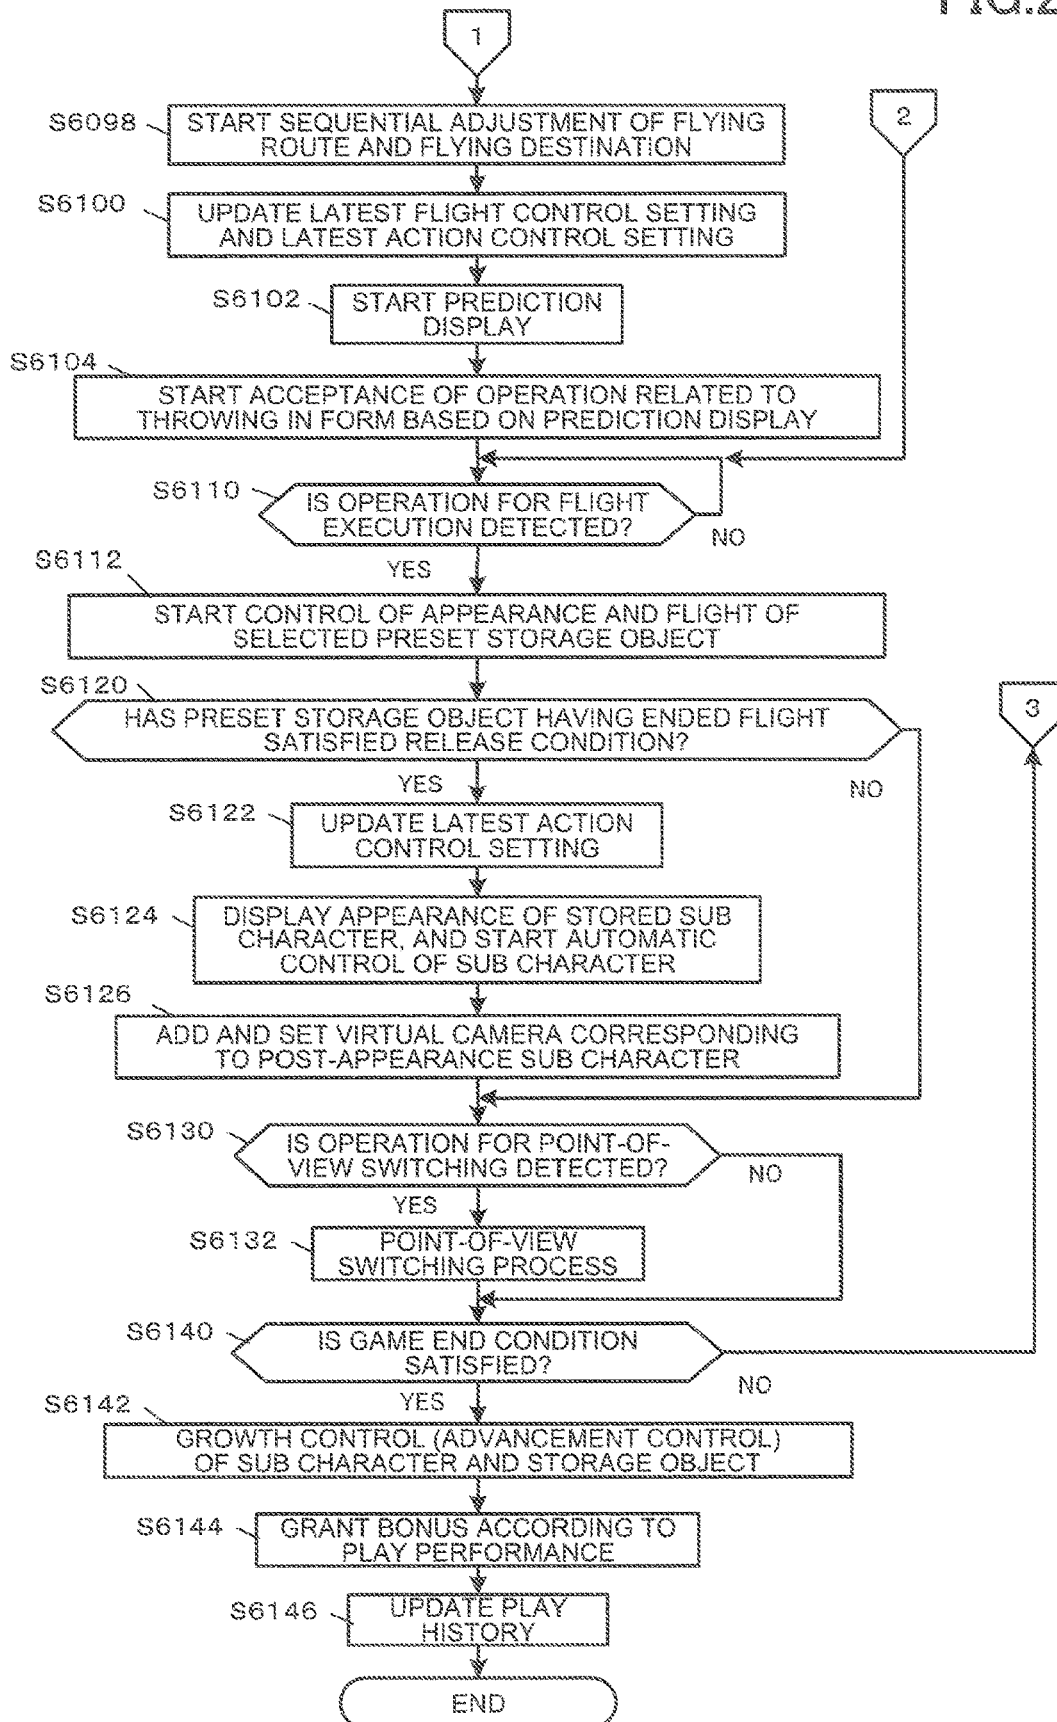 FIG.2
1
2
S6098
START SEQUENTIAL ADJUSTMENT OF FLYING
ROUTE AND FLYING DESTINATION
S6100
UPDATE LATEST FLIGHT CONTROL SETTING
AND LATEST ACTION CONTROL SETTING
S6102
START PREDICTION
DISPLAY
S6104
START ACCEPTANCE OF OPERATION RELATED TO
THROWING IN FORM BASED ON PREDICTION DISPLAY
S6110
IS OPERATION FOR FLIGHT
EXECUTION DETECTED?
NO
YES
S6112
START CONTROL OF APPEARANCE AND FLIGHT OF
SELECTED PRESET STORAGE OBJECT
S6120
HAS PRESET STORAGE OBJECT HAVING ENDED FLIGHT
SATISFIED RELEASE CONDITION?
3
YES
NO
S6122
UPDATE LATEST ACTION
CONTROL SETTING
S6124
DISPLAY APPEARANCE OF STORED SUB
CHARACTER, AND START AUTOMATIC
CONTROL OF SUB CHARACTER
S6126
ADD AND SET VIRTUAL CAMERA CORRESPONDING
TO POST-APPEARANCE SUB CHARACTER
S6130
IS OPERATION FOR POINT-OF-
VIEW SWITCHING DETECTED?
NO
YES
S6132
POINT-OF-VIEW
SWITCHING PROCESS
S6140
IS GAME END CONDITION
SATISFIED?
NO
YES
S6142
GROWTH CONTROL (ADVANCEMENT CONTROL)
OF SUB CHARACTER AND STORAGE OBJECT
S6144
GRANT BONUS ACCORDING TO
PLAY PERFORMANCE
S6146
UPDATE PLAY
HISTORY
END